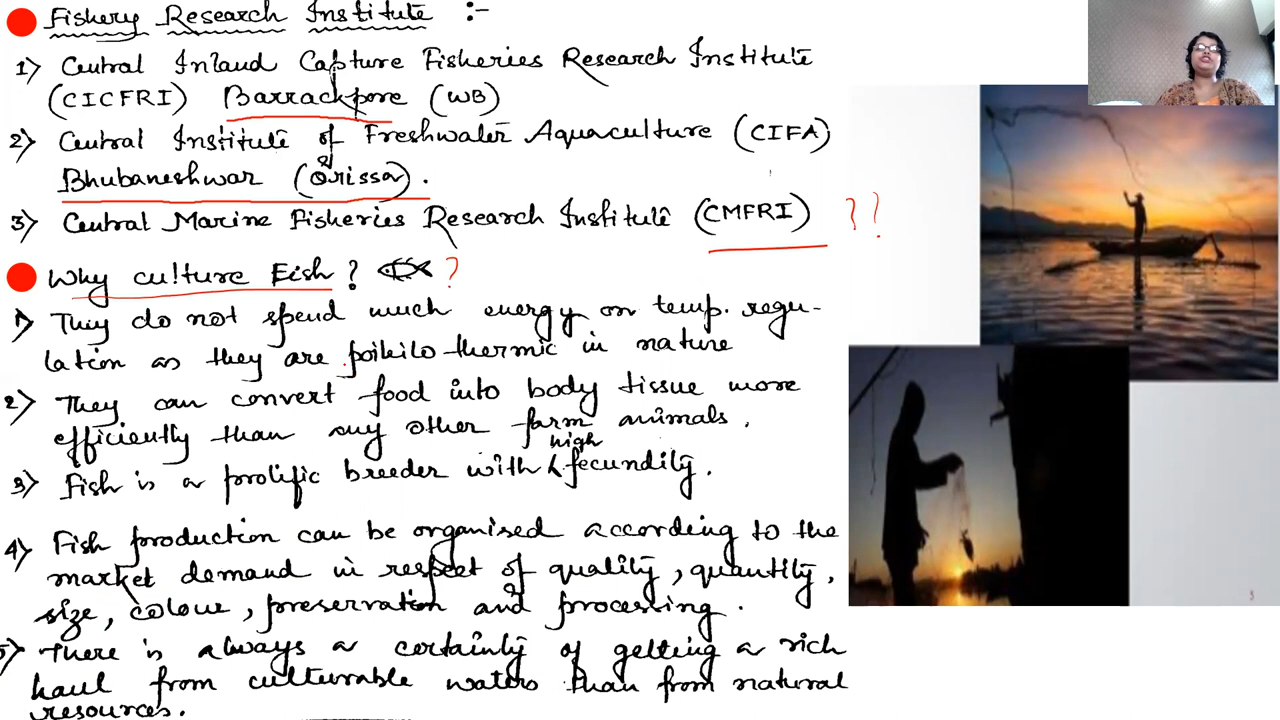 Fishery Research Institute :-
1) Central Inland Capture Fisheries Research Institute
(CICFRI) Barrackpore (WB)
2) Central Institute of Freshwater Aquaculture (CIFA)
Bhubaneshwar (Orissa).
3) Central Marine Fisheries Research Institute (CMFRI) ??
Why culture Fish? ?
1) They do not spend much energy on temp. regu-
lation as they are poikilothermic in nature
2) They can convert food into body tissue more
efficiently than any other farm animals.
3) Fish is a prolific breeder with high fecundity.
4) Fish production can be organised according to the
market demand in respect of quality, quantity,
size, colour, preservation and processing.
5) There is always a certainty of getting a rich
haul from culturable waters than from natural
resources.